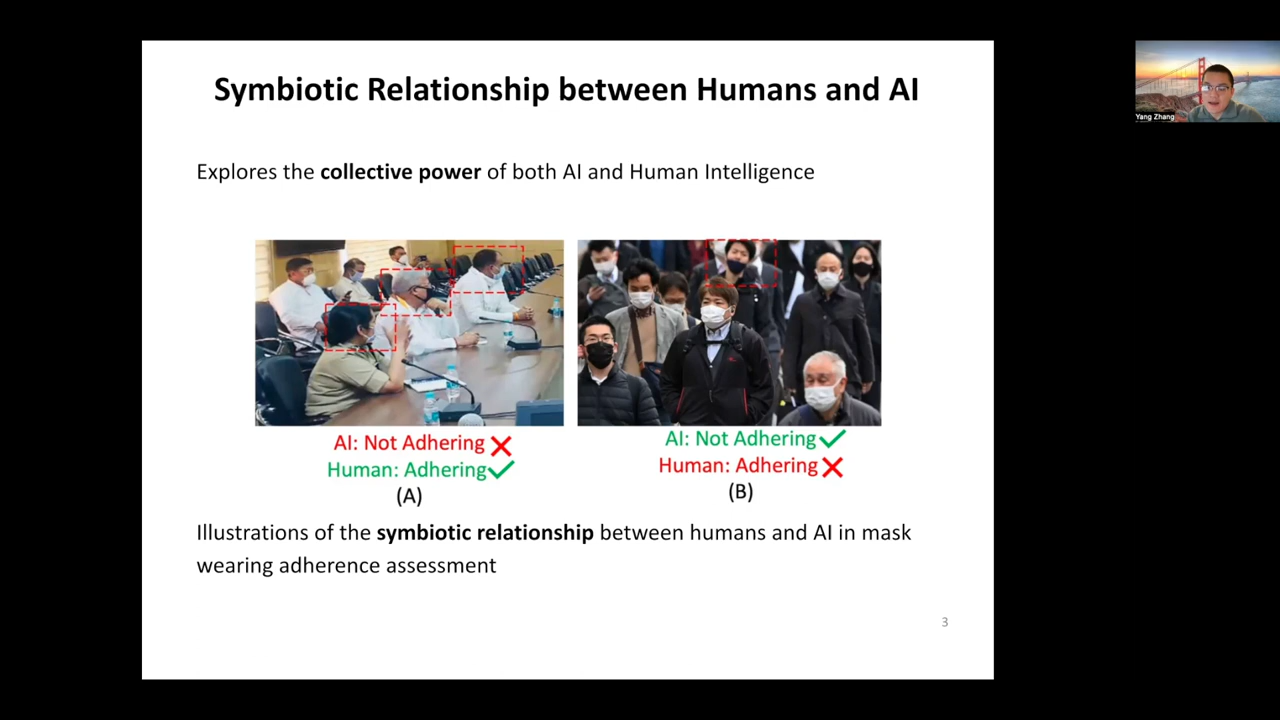 Symbiotic Relationship between Humans and AI
Yang Zhang
Explores the collective power of both AI and Human Intelligence
AI: Not Adhering
Human: Adhering
(A)
AI: Not Adhering
Human: Adhering
(B)
Illustrations of the symbiotic relationship between humans and AI in mask
wearing adherence assessment
3